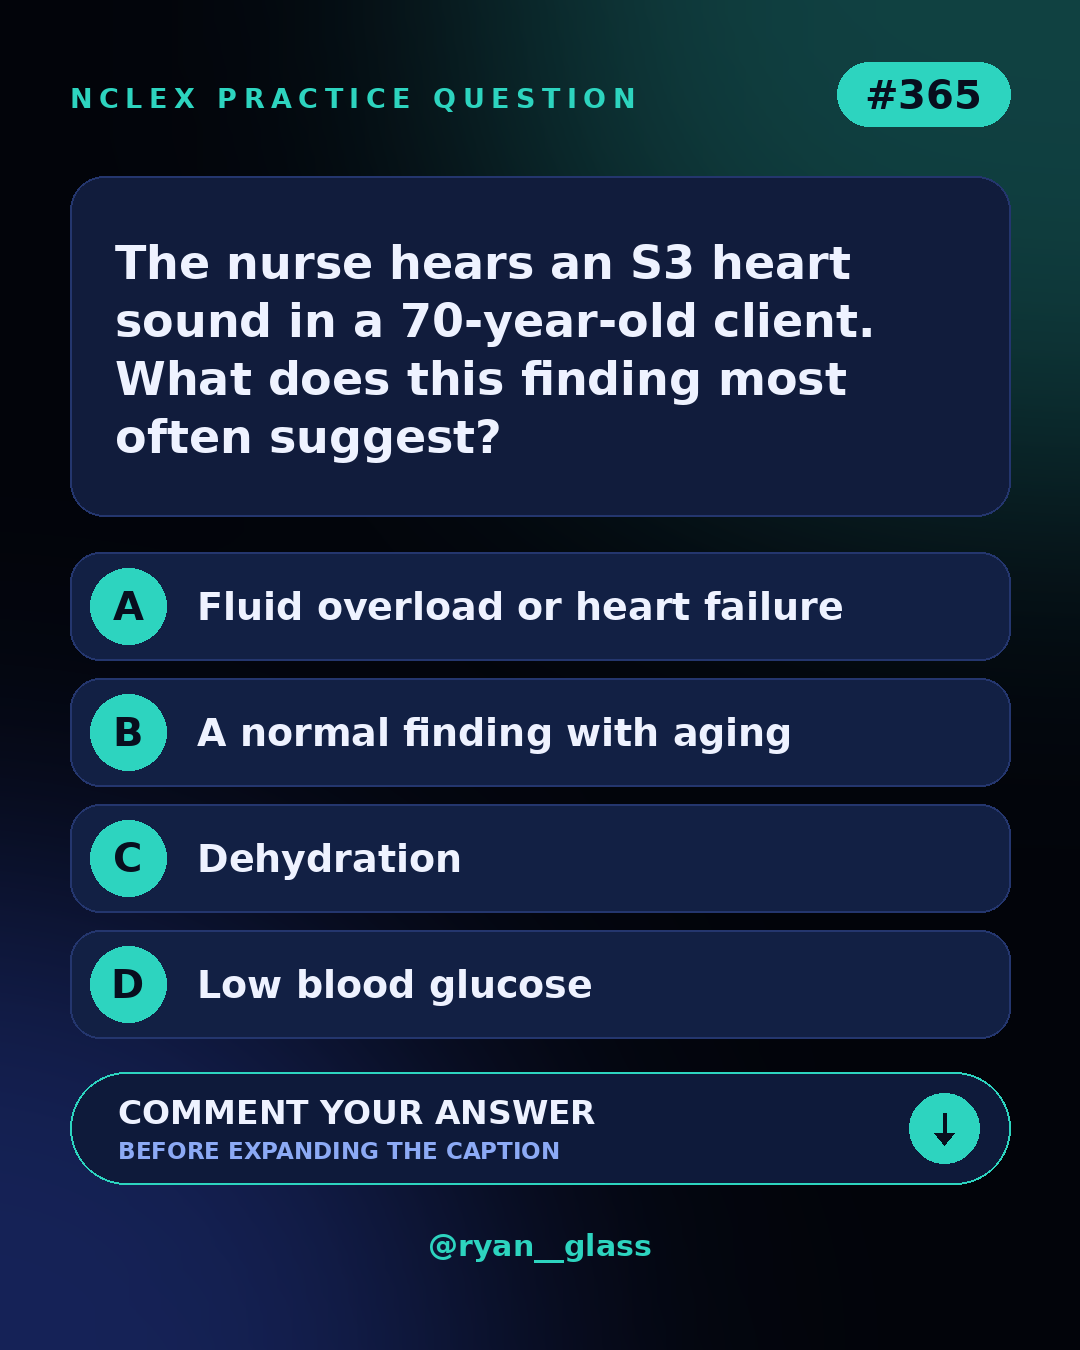 NCLEX PRACTICE QUESTION
#365
The nurse hears an S3 heart
sound in a 70-year-old client.
What does this finding most
often suggest?
A Fluid overload or heart failure
B A normal finding with aging
C Dehydration
D Low blood glucose
COMMENT YOUR ANSWER
BEFORE EXPANDING THE CAPTION
@ryan__glass